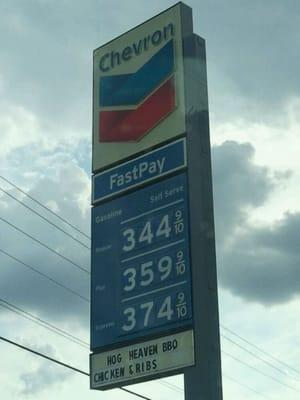 Chevron
FastPay
Self Serve
Gasoline
Regular 344 9/10
Plus 359 9/10
Supreme 374 9/10
HOG HEAVEN BBQ
CHICKEN & RIBS